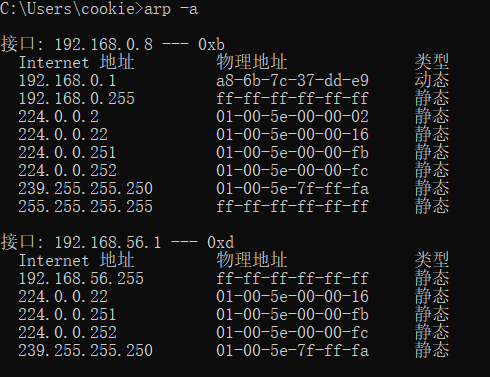 C:\Users\cookie>arp -a
接口: 192.168.0.8 --- 0xb
Internet 地址 物理地址 类型
192.168.0.1 a8-6b-7c-37-dd-e9 动态
192.168.0.255 ff-ff-ff-ff-ff-ff 静态
224.0.0.2 01-00-5e-00-00-02 静态
224.0.0.22 01-00-5e-00-00-16 静态
224.0.0.251 01-00-5e-00-00-fb 静态
224.0.0.252 01-00-5e-00-00-fc 静态
239.255.255.250 01-00-5e-7f-ff-fa 静态
255.255.255.255 ff-ff-ff-ff-ff-ff 静态
接口: 192.168.56.1 --- 0xd
Internet 地址 物理地址 类型
192.168.56.255 ff-ff-ff-ff-ff-ff 静态
224.0.0.22 01-00-5e-00-00-16 静态
224.0.0.251 01-00-5e-00-00-fb 静态
224.0.0.252 01-00-5e-00-00-fc 静态
239.255.255.250 01-00-5e-7f-ff-fa 静态